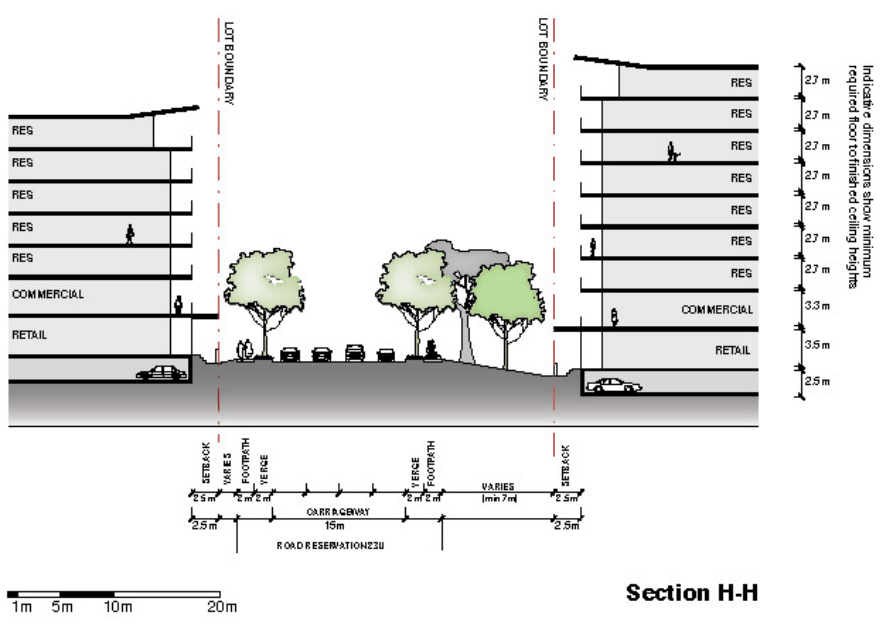 LOT BOUNDARY
LOT BOUNDARY
Indicative dimensions show minimum
required floor to finished ceiling heights
RES
RES
RES
RES
RES
COMMERCIAL
RETAIL
RES
RES
RES
RES
RES
RES
RES
COMMERCIAL
RETAIL
2.7 m
2.7 m
2.7 m
2.7 m
2.7 m
2.7 m
2.7 m
3.3 m
3.5 m
2.5 m
SETBACK
VARIES
FOOTPATH
VERGE
VERGE
FOOTPATH
VARIES
(min 7m)
SETBACK
2.5 m
2 m
2 m
2 m
2 m
2.5 m
CARRIAGEWAY
2.5 m
15m
2.5 m
ROAD RESERVATION
1m 5m 10m 20m
Section H-H